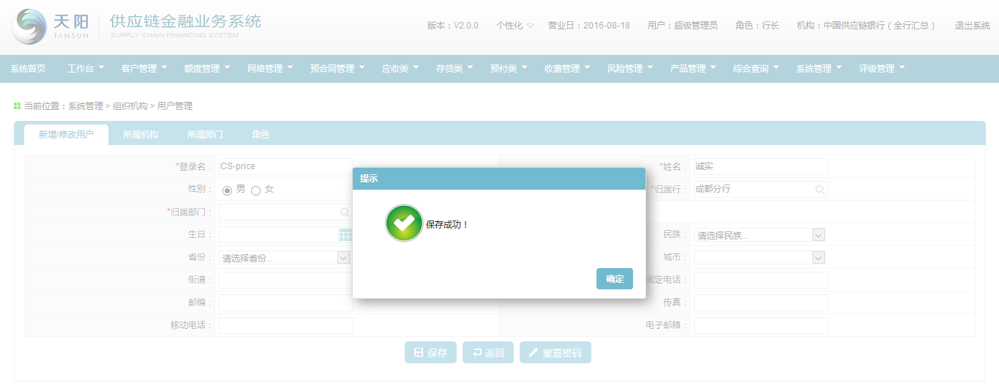 天阳
TANSUN
供应链金融业务系统
SUPPLY CHAIN FINANCING SYSTEM
版本：V2.0.0 个性化 营业日：2016-08-18 用户：超级管理员 角色：行长 机构：中国供应链银行（全行汇总） 退出系统
系统首页 工作台 客户管理 额度管理 网络管理 预合同管理 应收类 存货类 预付类 收费管理 风险管理 产品管理 综合查询 系统管理 评级管理
当前位置：系统管理 > 组织机构 > 用户管理
新增/修改用户 所属机构 所属部门 角色
*登录名： CS-price *姓名： 诚实
性别： 男 女 *归属行： 成都分行
*归属部门：
生日： 民族： 请选择民族...
省份： 请选择省份... 城市：
街道： 固定电话：
邮编： 传真：
移动电话： 电子邮箱：
提示
保存成功！
确定
保存 返回 重置密码